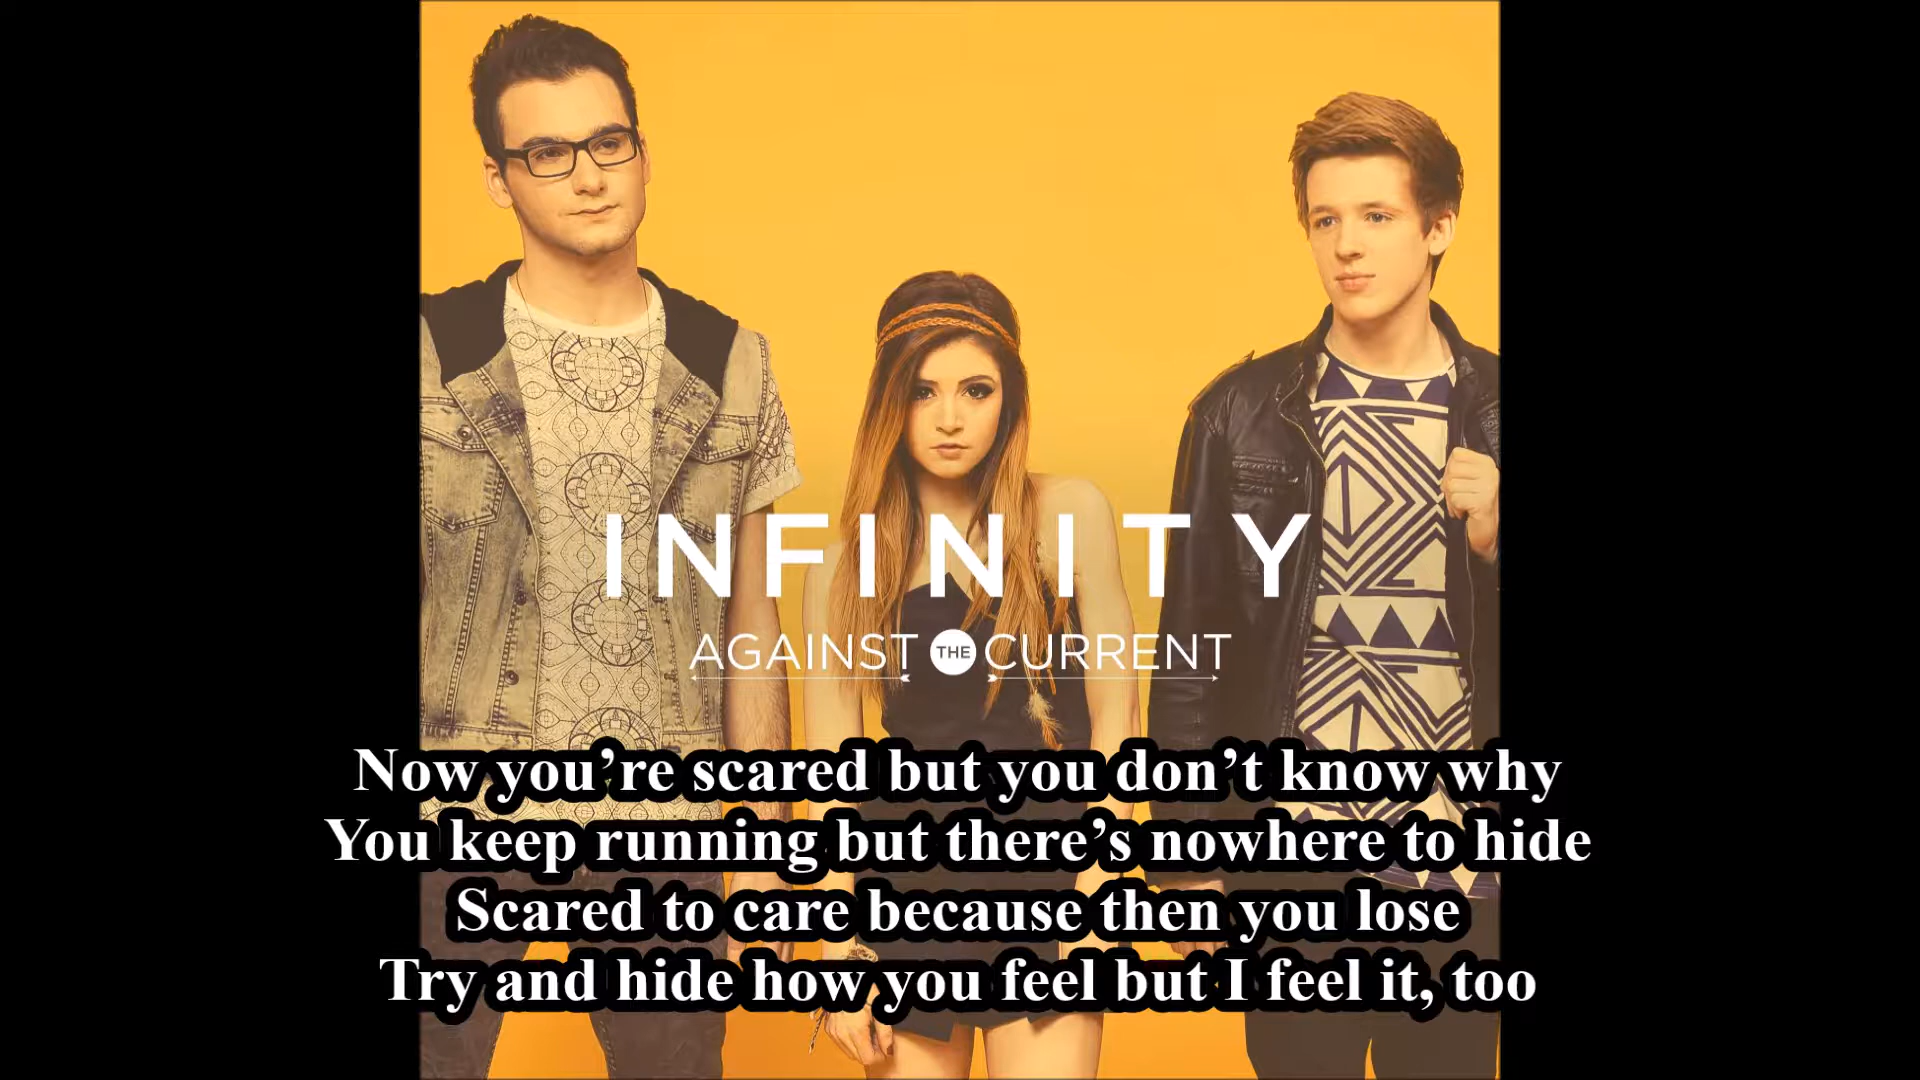 INFINITY
AGAINST THE CURRENT
Now you’re scared but you don’t know why
You keep running but there’s nowhere to hide
Scared to care because then you lose
Try and hide how you feel but I feel it, too